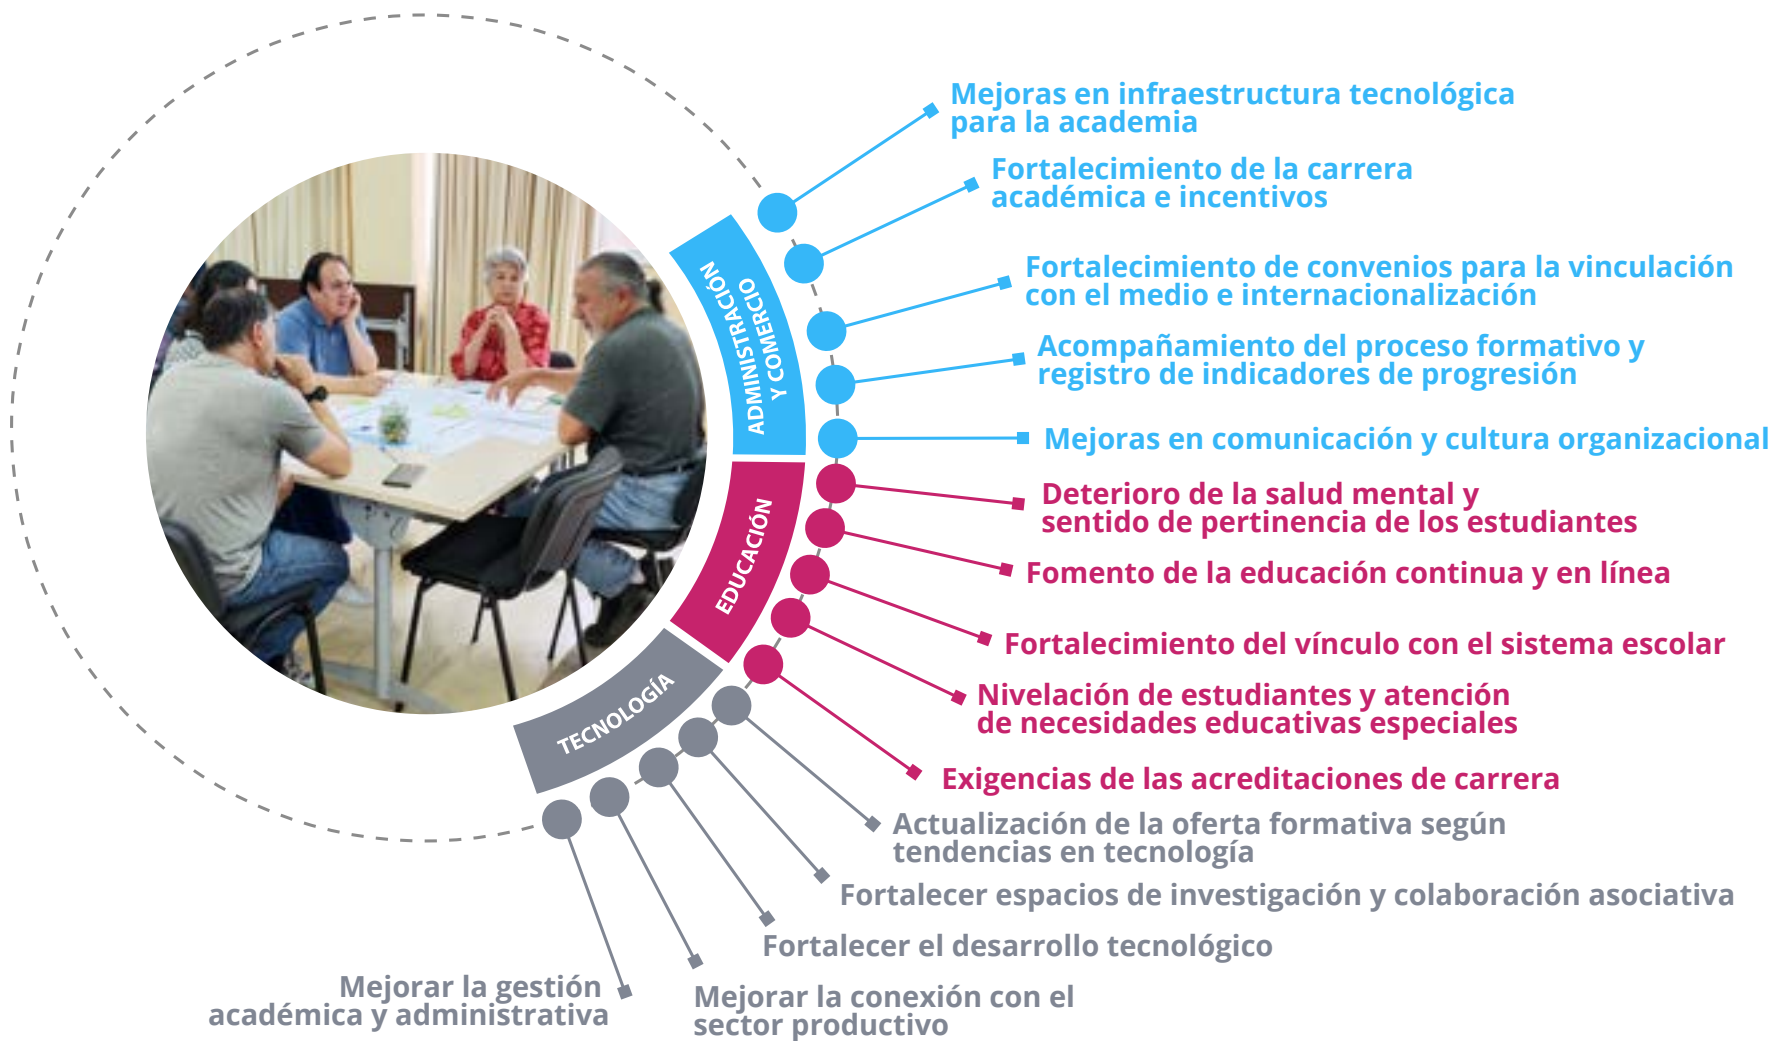 Mejoras en infraestructura tecnológica
para la academia
Fortalecimiento de la carrera
académica e incentivos
Fortalecimiento de convenios para la vinculación
con el medio e internacionalización
Acompañamiento del proceso formativo y
registro de indicadores de progresión
Mejoras en comunicación y cultura organizacional
ADMINISTRACIÓN
Y COMERCIO
Deterioro de la salud mental y
sentido de pertinencia de los estudiantes
Fomento de la educación continua y en línea
Fortalecimiento del vínculo con el sistema escolar
Nivelación de estudiantes y atención
de necesidades educativas especiales
Exigencias de las acreditaciones de carrera
EDUCACIÓN
Actualización de la oferta formativa según
tendencias en tecnología
Fortalecer espacios de investigación y colaboración asociativa
Fortalecer el desarrollo tecnológico
Mejorar la conexión con el
sector productivo
Mejorar la gestión
académica y administrativa
TECNOLOGÍA